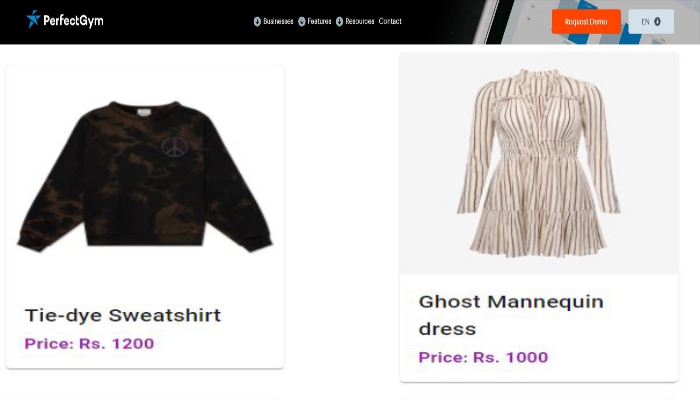 PerfectGym
Businesses Features Resources Contact
Request Demo
EN
Tie-dye Sweatshirt
Price: Rs. 1200
Ghost Mannequin
dress
Price: Rs. 1000